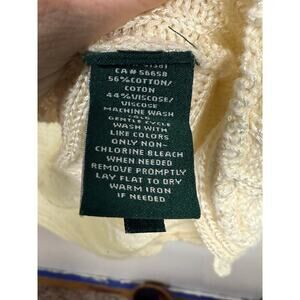 CA# 56658
56% COTTON/
COTON
44% VISCOSE/
VISCOSE
MACHINE WASH
COLD
GENTLE CYCLE
WASH WITH
LIKE COLORS
ONLY NON-
CHLORINE BLEACH
WHEN NEEDED
REMOVE PROMPTLY
LAY FLAT TO DRY
WARM IRON
IF NEEDED